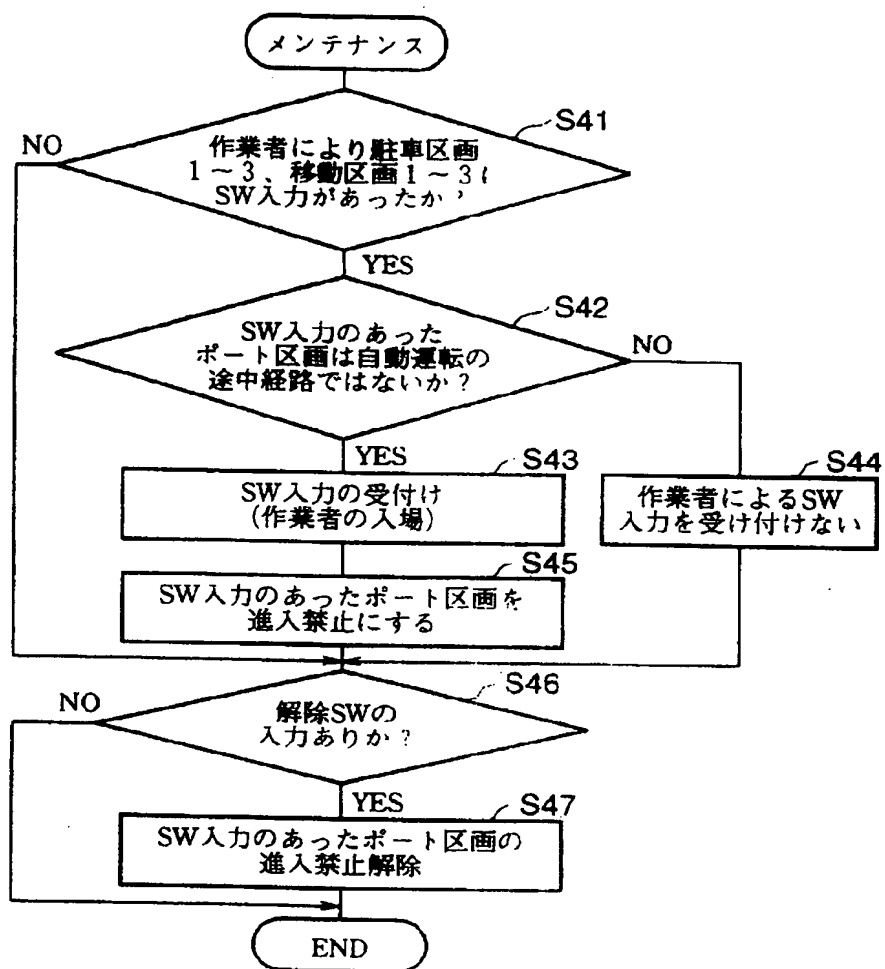 メンテナンス
S41
NO
作業者により駐車区画
1～3、移動区画1～3に
SW入力があったか?
YES
S42
SW入力のあった
ポート区画は自動運転の
途中経路ではないか?
NO
YES
S43
SW入力の受付け
(作業者の入場)
S44
作業者によるSW
入力を受け付けない
S45
SW入力のあったポート区画を
進入禁止にする
S46
NO
解除SWの
入力ありか?
YES
S47
SW入力のあったポート区画の
進入禁止解除
END